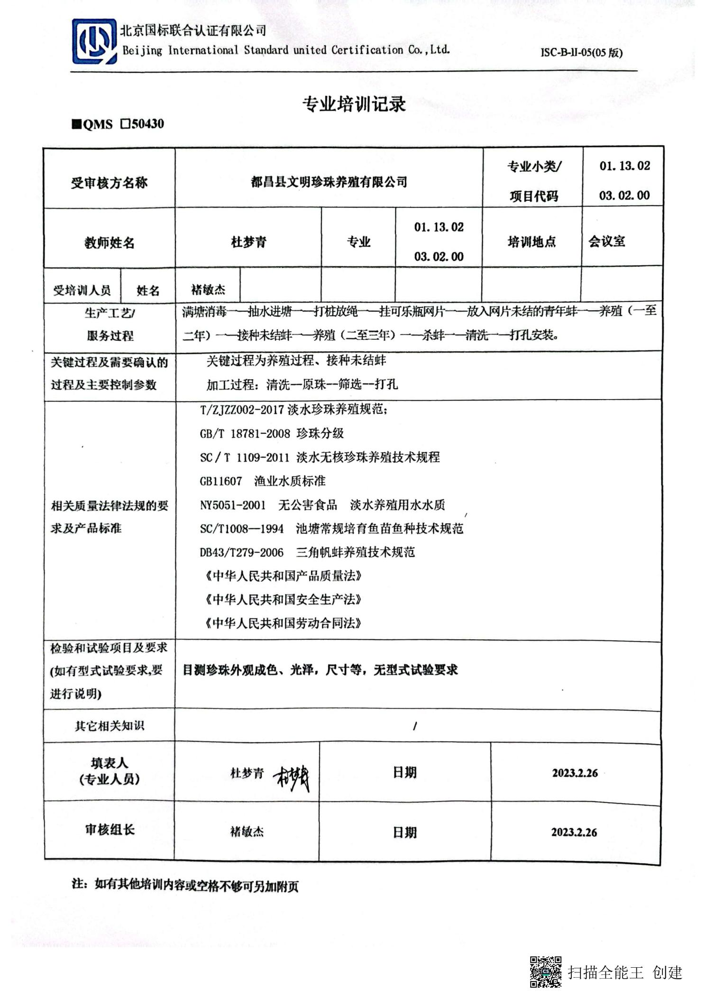 北京国标联合认证有限公司
Beijing International Standard united Certification Co.,Ltd.
ISC-B-II-05(05 版)
专业培训记录
■QMS □50430
受审核方名称
都昌县文明珍珠养殖有限公司
专业小类/
项目代码
01.13.02
03.02.00
教师姓名
杜梦青
专业
01.13.02
03.02.00
培训地点
会议室
受培训人员
姓名
褚敏杰
生产工艺/
服务过程
满塘消毒——抽水进塘——打桩放绳——挂可乐瓶网片——放入网片未结的青年蚌——养殖（一至
二年）——接种未结蚌——养殖（二至三年）——杀蚌——清洗——打孔安装。
关键过程及需要确认的
过程及主要控制参数
关键过程为养殖过程、接种未结蚌
加工过程：清洗—原珠--筛选--打孔
相关质量法律法规的要
求及产品标准
T/ZJZZ002-2017 淡水珍珠养殖规范;
GB/T 18781-2008 珍珠分级
SC／T 1109-2011 淡水无核珍珠养殖技术规程
GB11607 渔业水质标准
NY5051-2001 无公害食品 淡水养殖用水水质
SC/T1008—1994 池塘常规培育鱼苗鱼种技术规范
DB43/T279-2006 三角帆蚌养殖技术规范
《中华人民共和国产品质量法》
《中华人民共和国安全生产法》
《中华人民共和国劳动合同法》
检验和试验项目及要求
(如有型式试验要求,要
进行说明)
目测珍珠外观成色、光泽，尺寸等，无型式试验要求
其它相关知识
/
填表人
(专业人员)
杜梦青 杜梦青
日期
2023.2.26
审核组长
褚敏杰
日期
2023.2.26
注：如有其他培训内容或空格不够可另加附页
CS
扫描全能王 创建